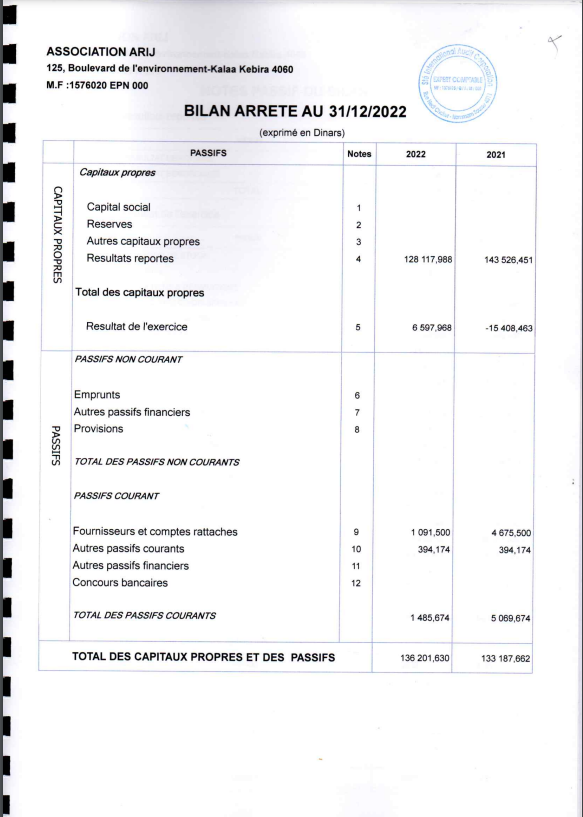 ASSOCIATION ARIJ
125, Boulevard de l'environnement-Kalaa Kebira 4060
M.F :1576020 EPN 000
EXPERT COMPTABLE
BILAN ARRETE AU 31/12/2022
(exprimé en Dinars)
PASSIFS Notes 2022 2021
CAPITAUX PROPRES
Capitaux propres
Capital social 1
Reserves 2
Autres capitaux propres 3
Resultats reportes 4 128 117,988 143 526,451
Total des capitaux propres
Resultat de l'exercice 5 6 597,968 -15 408,463
PASSIFS
PASSIFS NON COURANT
Emprunts 6
Autres passif financiers 7
Provisions 8
TOTAL DES PASSIFS NON COURANTS
PASSIFS COURANT
Fournisseurs et comptes rattaches 9 1 091,500 4 675,500
Autres passifs courants 10 394,174 394,174
Autres passifs financiers 11
Concours bancaires 12
TOTAL DES PASSIFS COURANTS 1 485,674 5 069,674
TOTAL DES CAPITAUX PROPRES ET DES PASSIFS 136 201,630 133 187,662